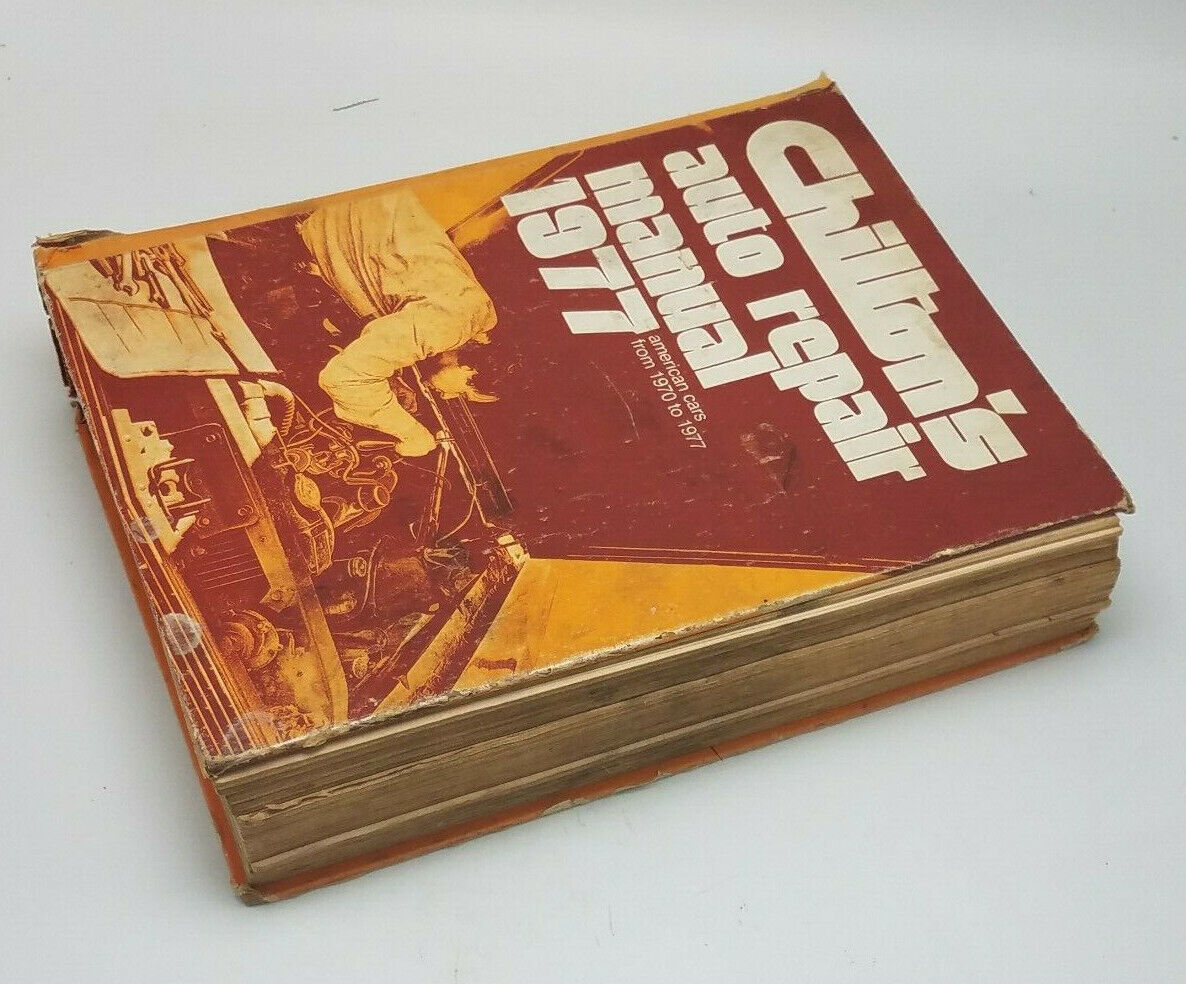 Chilton's
auto repair
manual
1977
american cars
from 1970 to 1977